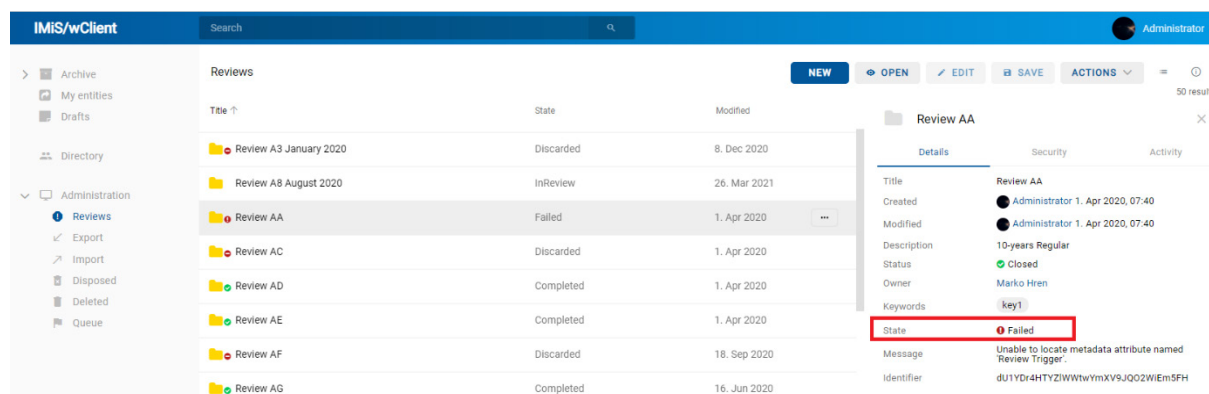 IMiS/wClient
Search
Administrator
Archive
My entities
Drafts
Directory
Administration
Reviews
Export
Import
Disposed
Deleted
Queue
Reviews
NEW
OPEN
EDIT
SAVE
ACTIONS
50 resul
Title State Modified
Review A3 January 2020 Discarded 8. Dec 2020
Review A8 August 2020 InReview 26. Mar 2021
Review AA Failed 1. Apr 2020
Review AC Discarded 1. Apr 2020
Review AD Completed 1. Apr 2020
Review AE Completed 1. Apr 2020
Review AF Discarded 18. Sep 2020
Review AG Completed 16. Jun 2020
Review AA
Details Security Activity
Title Review AA
Created Administrator 1. Apr 2020, 07:40
Modified Administrator 1. Apr 2020, 07:40
Description 10-years Regular
Status Closed
Owner Marko Hren
Keywords key1
State Failed
Message Unable to locate metadata attribute named
'Review Trigger'.
Identifier dU1YDr4HTYZlWWtwYmXV9JQO2WiEm5FH